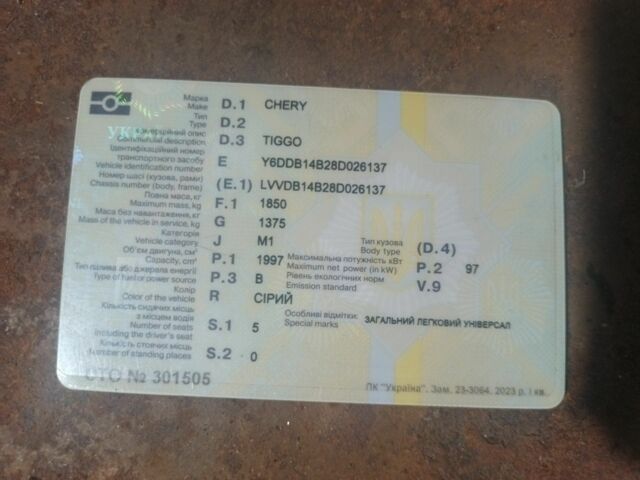 Марка
Make D.1 CHERY
Тип
Type D.2
УКР
Комерційний опис
Commercial description D.3 TIGGO
Ідентифікаційний номер
транспортного засобу
Vehicle identification number E Y6DDB14B28D026137
Номер шасі (кузова, рами)
Chassis number (body, frame) (E.1) LVVDB14B28D026137
Повна маса, кг
Maximum mass, kg F.1 1850
Маса без навантаження, кг
Mass of the vehicle in service, kg G 1375
Категорія
Vehicle category J M1
Тип кузова
Body type (D.4)
Об'єм двигуна, см³
Capacity, cm³ P.1 1997
Максимальна потужність кВт
Maximum net power (in kW) P.2 97
Тип палива або джерела енергії
Type of fuel or power source P.3 B
Рівень екологічних норм
Emission standard V.9
Колір
Color of the vehicle R СІРИЙ
Кількість сидячих місць
з місцем водія
Number of seats
including the driver's seat S.1 5
Особливі відмітки:
Special marks ЗАГАЛЬНИЙ ЛЕГКОВИЙ УНІВЕРСАЛ
Кількість стоячих місць
Number of standing places S.2 0
СТО № 301505
ПК "Україна". Зам. 23-3064. 2023 р. І кв.